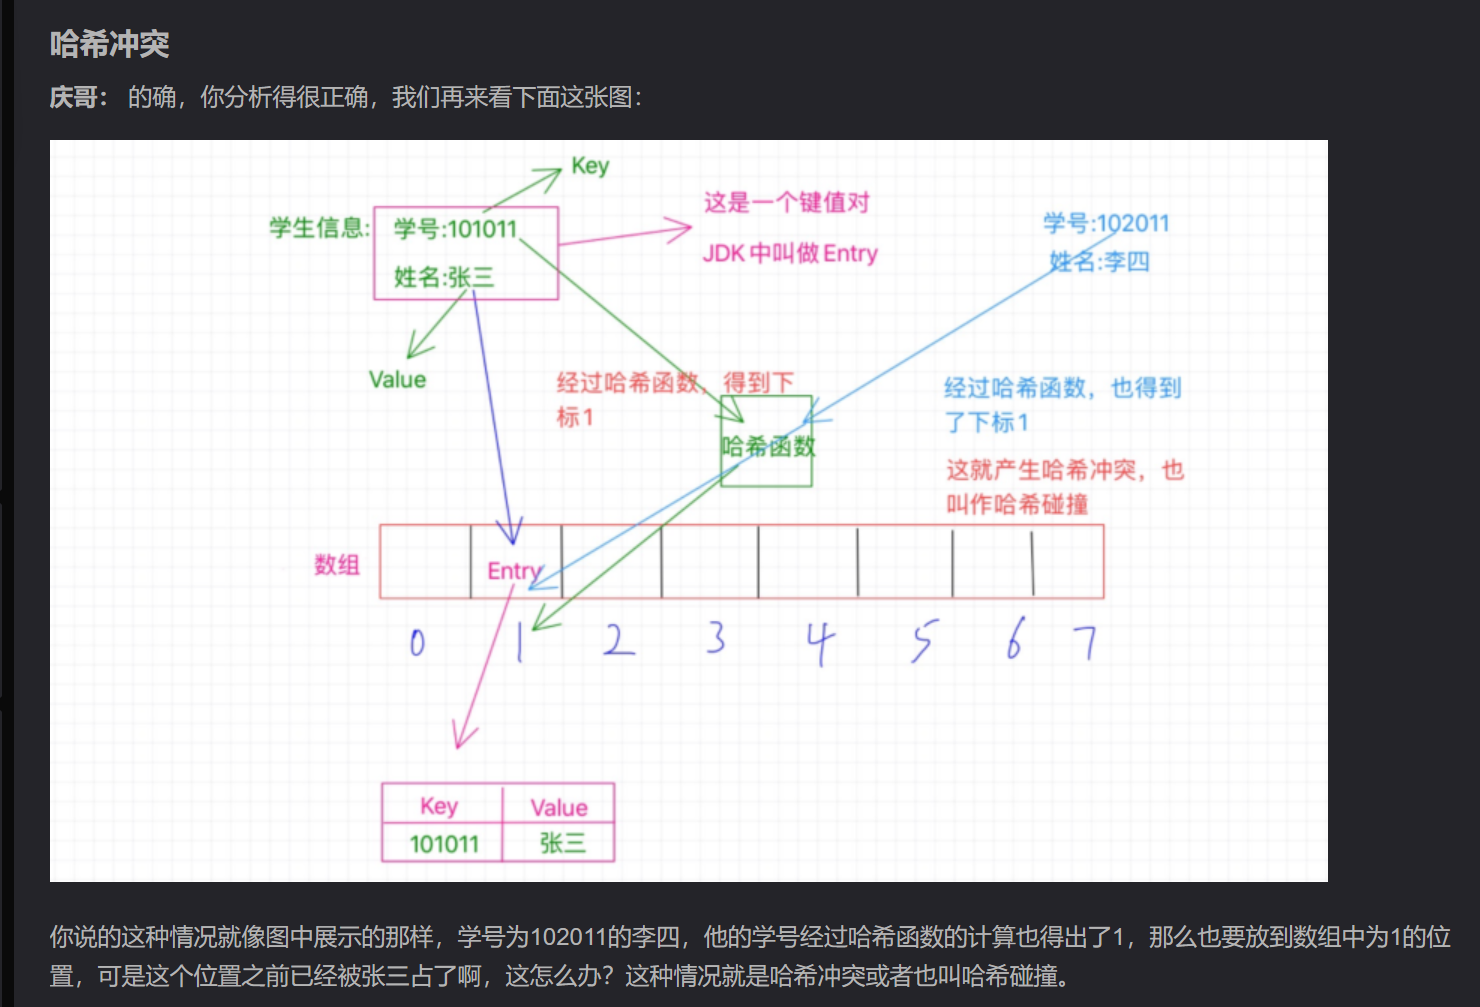 哈希冲突
庆哥： 的确，你分析得很正确，我们再来看下面这张图：
Key
学生信息:
学号:101011
姓名:张三
这是一个键值对
JDK中叫做Entry
学号:102011
姓名:李四
Value
经过哈希函数，得到下
标1
哈希函数
经过哈希函数，也得到
了下标1
这就产生哈希冲突，也
叫作哈希碰撞
数组
Entry
0 1 2 3 4 5 6 7
Key Value
101011 张三
你说的这种情况就像图中展示的那样，学号为102011的李四，他的学号经过哈希函数的计算也得出了1，那么也要放到数组中为1的位
置，可是这个位置之前已经被张三占了啊，这怎么办？这种情况就是哈希冲突或者也叫哈希碰撞。